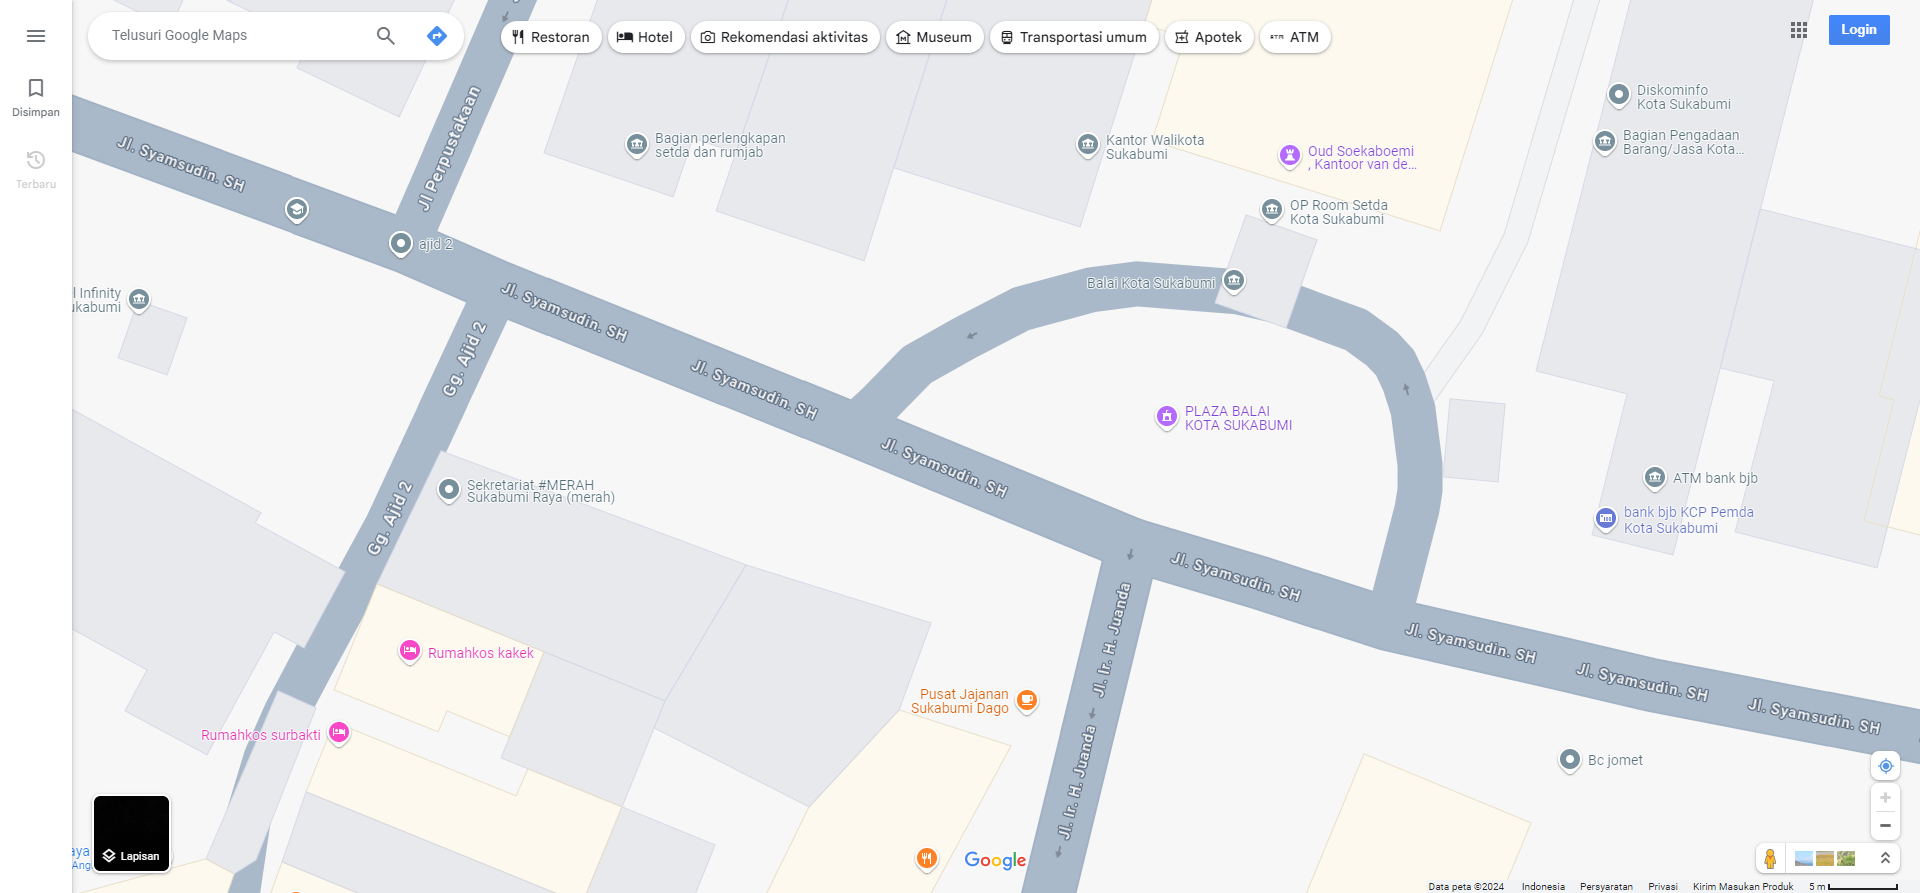 Telusuri Google Maps
Restoran
Hotel
Rekomendasi aktivitas
Museum
Transportasi umum
Apotek
ATM
Login
Disimpan
Terbaru
Jl. Syamsudin. SH
Jl Perpustakaan
ajid 2
Bagian perlengkapan
setda dan rumjab
Kantor Walikota
Sukabumi
Oud Soekaboemi
, Kantoor van de...
OP Room Setda
Kota Sukabumi
Diskominfo
Kota Sukabumi
Bagian Pengadaan
Barang/Jasa Kota...
l Infinity
ukabumi
Jl. Syamsudin. SH
Balai Kota Sukabumi
Gg. Ajid 2
Jl. Syamsudin. SH
PLAZA BALAI
KOTA SUKABUMI
Jl. Syamsudin. SH
Sekretariat #MERAH
Sukabumi Raya (merah)
Gg. Ajid 2
ATM bank bjb
bank bjb KCP Pemda
Kota Sukabumi
Jl. Syamsudin. SH
Jl. Ir. H. Juanda
Jl. Syamsudin. SH
Rumahkos kakek
Jl. Syamsudin. SH
Jl. Syamsudin. SH
Pusat Jajanan
Sukabumi Dago
Rumahkos surbakti
Jl. Ir. H. Juanda
Bc jomet
aya
Ang
Lapisan
Google
Data peta ©2024
Indonesia
Persyaratan
Privasi
Kirim Masukan Produk
5 m